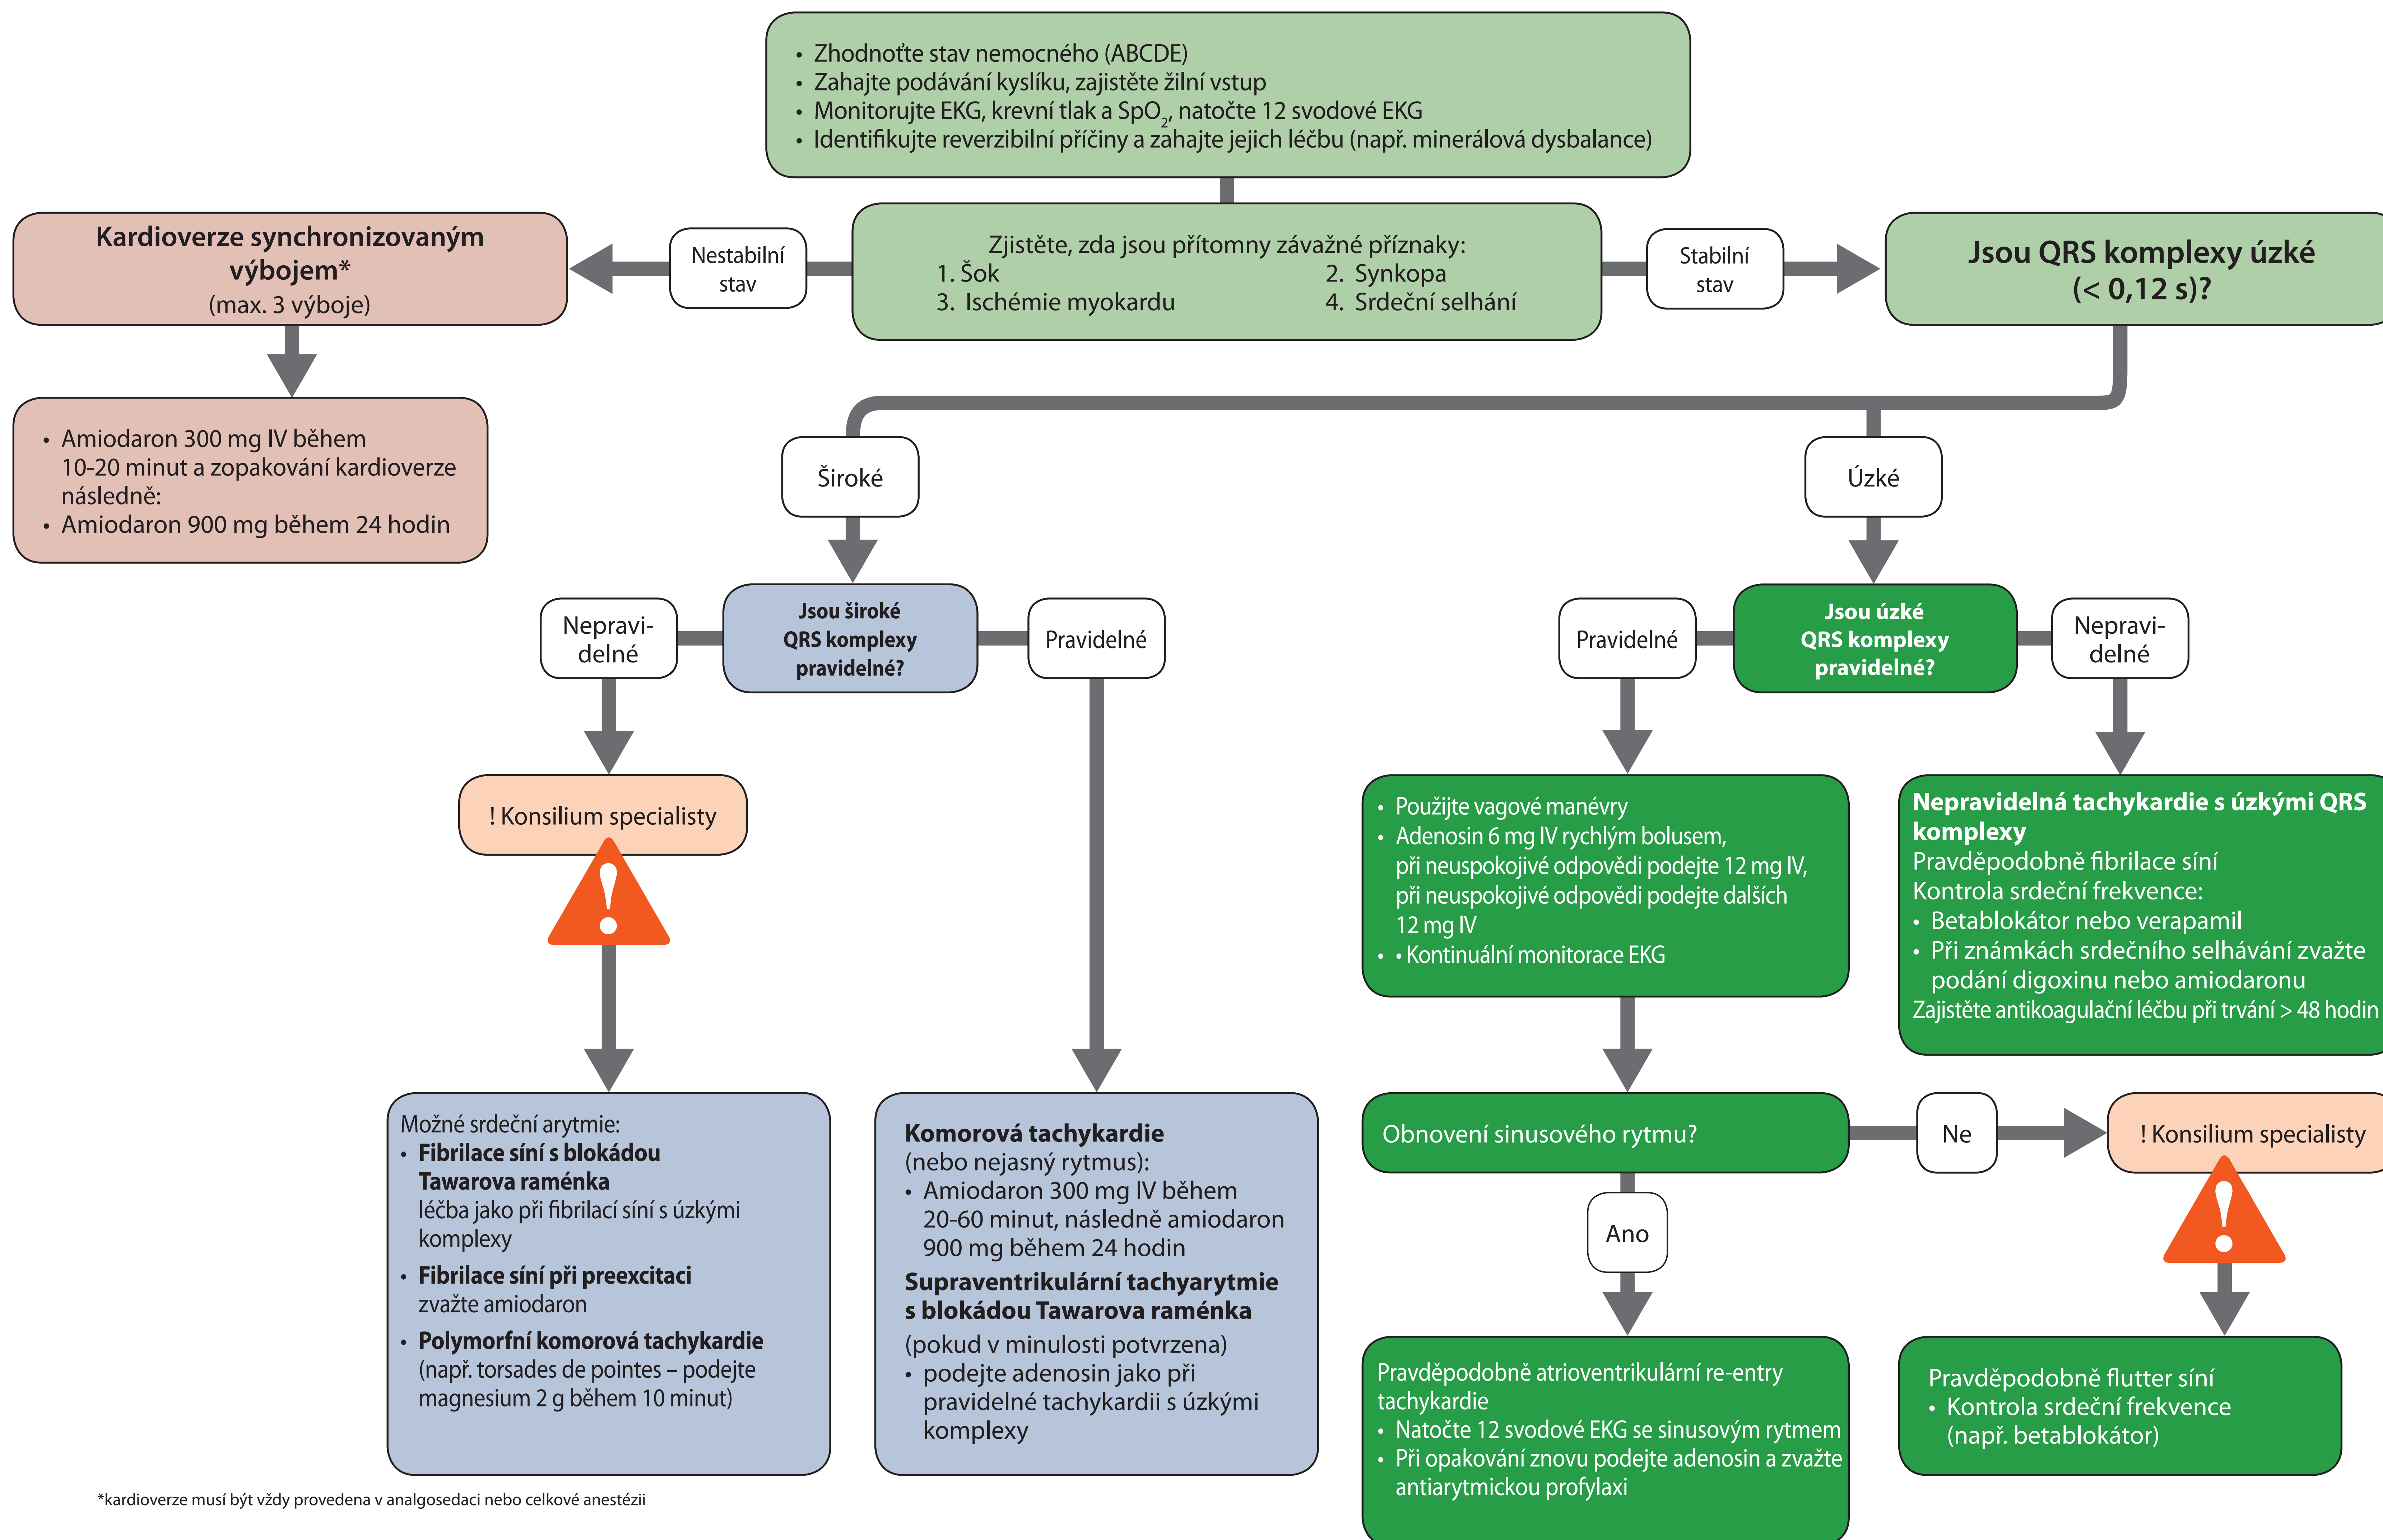 • Zhodnoťte stav nemocného (ABCDE)
• Zahajte podávání kyslíku, zajistěte žilní vstup
• Monitorujte EKG, krevní tlak a SpO2, natočte 12 svodové EKG
• Identifikujte reverzibilní příčiny a zahajte jejich léčbu (např. minerálová dysbalance)
Kardioverze synchronizovaným
výbojem*
(max. 3 výboje)
Nestabilní
stav
Zjistěte, zda jsou přítomny závažné příznaky:
1. Šok 2. Synkopa
3. Ischémie myokardu 4. Srdeční selhání
Stabilní
stav
Jsou QRS komplexy úzké
(< 0,12 s)?
• Amiodaron 300 mg IV během
10-20 minut a zopakování kardioverze
následně:
• Amiodaron 900 mg během 24 hodin
Široké
Úzké
Nepravi-
delné
Jsou široké
QRS komplexy
pravidelné?
Pravidelné
Pravidelné
Jsou úzké
QRS komplexy
pravidelné?
Nepravi-
delné
! Konsilium specialisty
!
• Použijte vagové manévry
• Adenosin 6 mg IV rychlým bolusem,
při neuspokojivé odpovědi podejte 12 mg IV,
při neuspokojivé odpovědi podejte dalších
12 mg IV
• • Kontinuální monitorace EKG
Nepravidelná tachykardie s úzkými QRS
komplexy
Pravděpodobně fibrilace síní
Kontrola srdeční frekvence:
• Betablokátor nebo verapamil
• Při známkách srdečního selhávání zvažte
podání digoxinu nebo amiodaronu
Zajistěte antikoagulační léčbu při trvání > 48 hodin
Možné srdeční arytmie:
• Fibrilace síní s blokádou
Tawarova raménka
léčba jako při fibrilací síní s úzkými
komplexy
• Fibrilace síní při preexcitaci
zvažte amiodaron
• Polymorfní komorová tachykardie
(např. torsades de pointes – podejte
magnesium 2 g během 10 minut)
Komorová tachykardie
(nebo nejasný rytmus):
• Amiodaron 300 mg IV během
20-60 minut, následně amiodaron
900 mg během 24 hodin
Supraventrikulární tachyarytmie
s blokádou Tawarova raménka
(pokud v minulosti potvrzena)
• podejte adenosin jako při
pravidelné tachykardii s úzkými
komplexy
Obnovení sinusového rytmu?
Ne
! Konsilium specialisty
!
Ano
Pravděpodobně atrioventrikulární re-entry
tachykardie
• Natočte 12 svodové EKG se sinusovým rytmem
• Při opakování znovu podejte adenosin a zvažte
antiarytmickou profylaxi
Pravděpodobně flutter síní
• Kontrola srdeční frekvence
(např. betablokátor)
*kardioverze musí být vždy provedena v analgosedaci nebo celkové anestézii